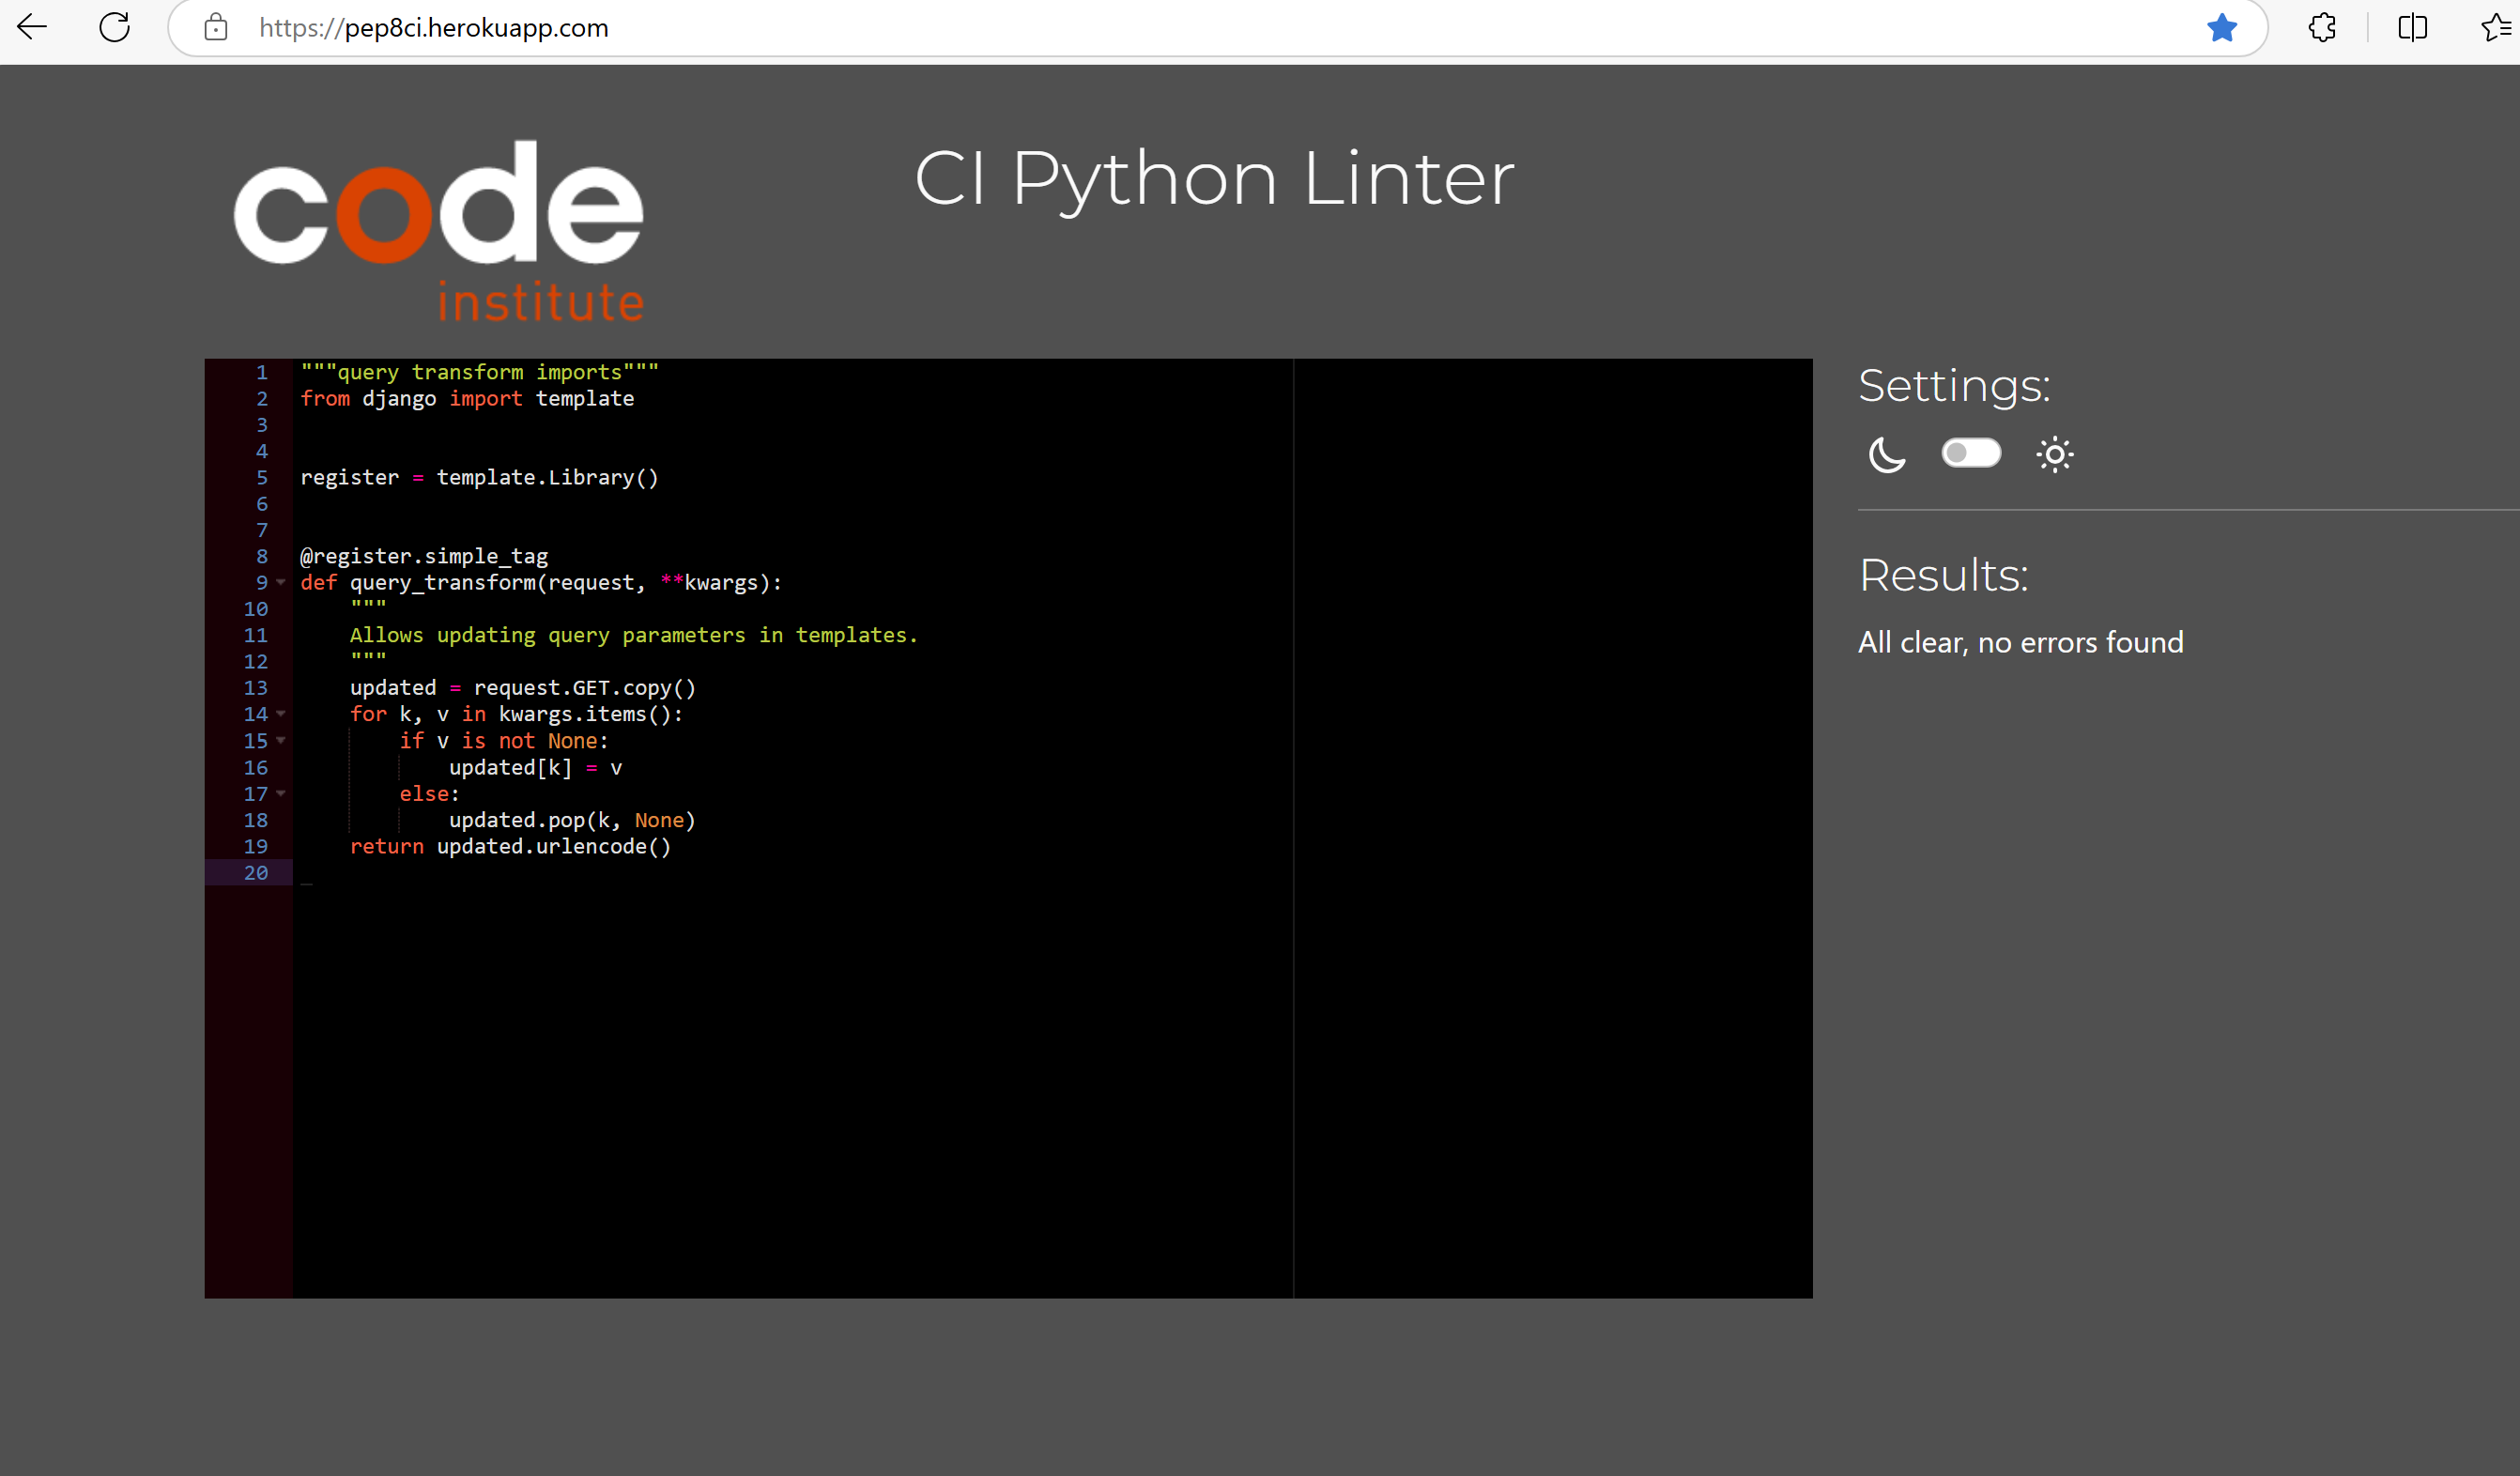 https://pep8ci.herokuapp.com
code
institute
CI Python Linter
1 """query transform imports"""
2 from django import template
3
4
5 register = template.Library()
6
7
8 @register.simple_tag
9 def query_transform(request, **kwargs):
10     """
11     Allows updating query parameters in templates.
12     """
13     updated = request.GET.copy()
14     for k, v in kwargs.items():
15         if v is not None:
16             updated[k] = v
17         else:
18             updated.pop(k, None)
19     return updated.urlencode()
20
Settings:
Results:
All clear, no errors found